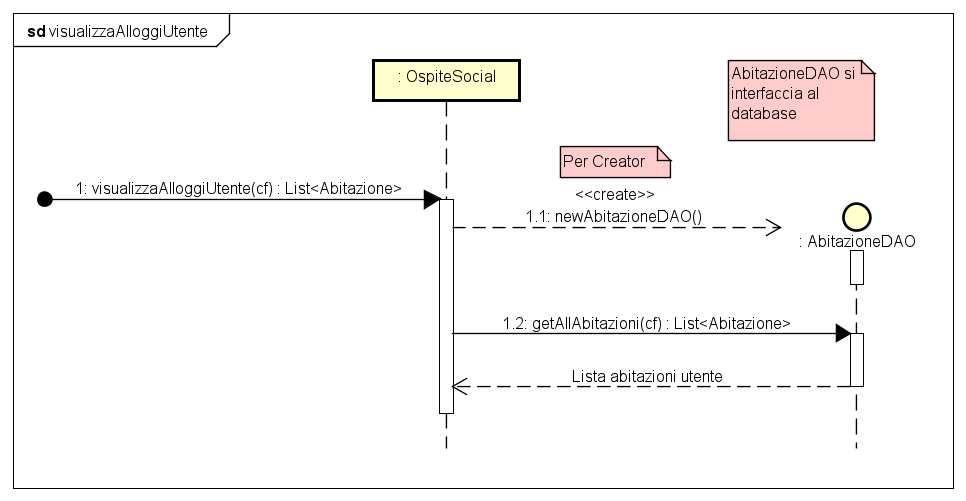 sd visualizzaAlloggiUtente
: OspiteSocial
AbitazioneDAO si
interfaccia al
database
Per Creator
1: visualizzaAlloggiUtente(cf) : List<Abitazione>
<<create>>
1.1: newAbitazioneDAO()
: AbitazioneDAO
1.2: getAllAbitazioni(cf) : List<Abitazione>
Lista abitazioni utente